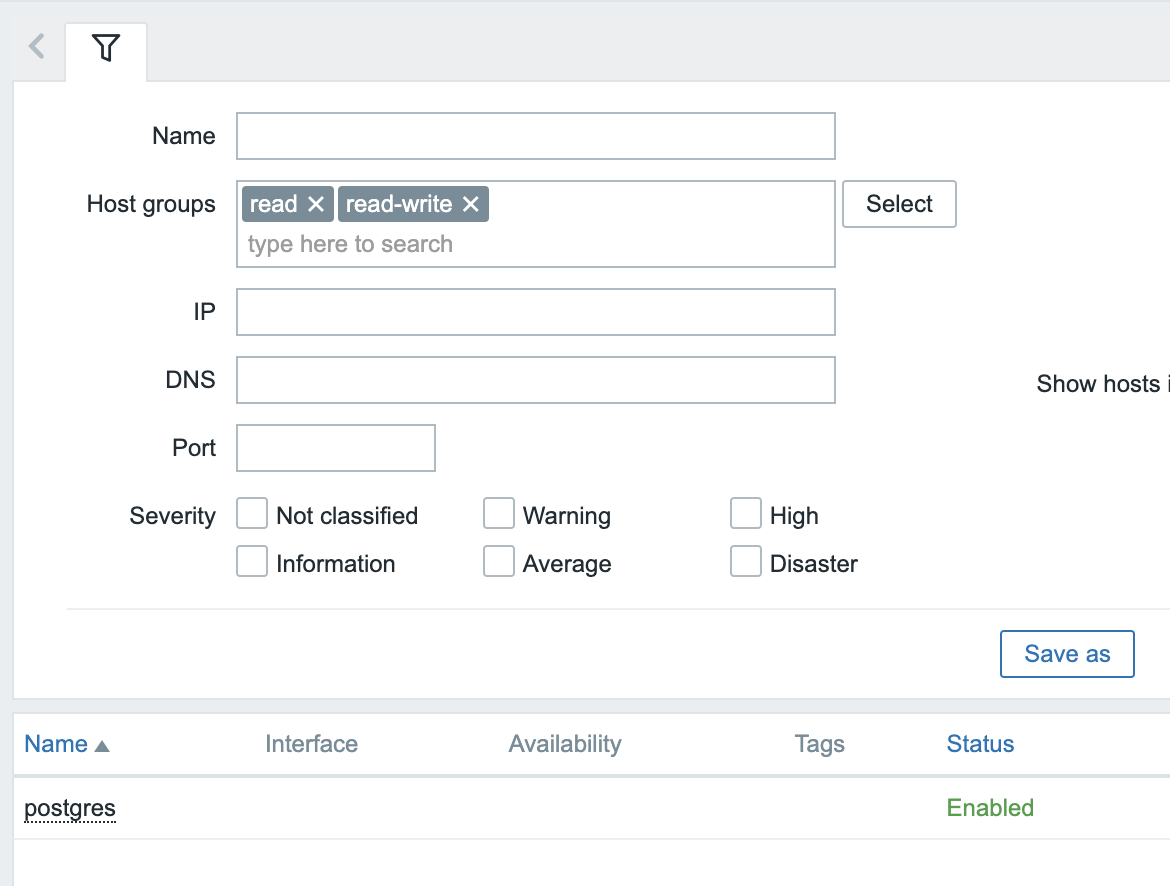 Name
Host groups read read-write Select
type here to search
IP
DNS
Show hosts i
Port
Severity Not classified Warning High
Information Average Disaster
Save as
Name Interface Availability Tags Status
postgres Enabled